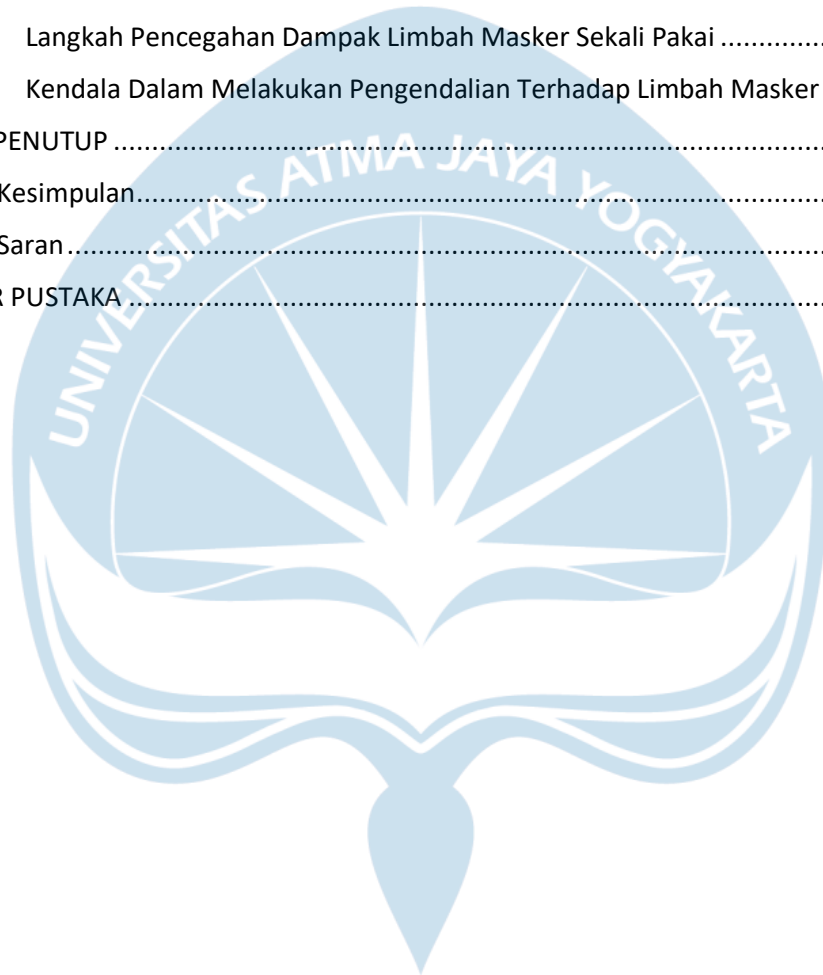 Langkah Pencegahan Dampak Limbah Masker Sekali Pakai ..............
Kendala Dalam Melakukan Pengendalian Terhadap Limbah Masker
PENUTUP ........................................................................
Kesimpulan........................................................................
Saran..............................................................................
R PUSTAKA ......................................................................
UNIVERSITAS ATMA JAYA YOGYAKARTA